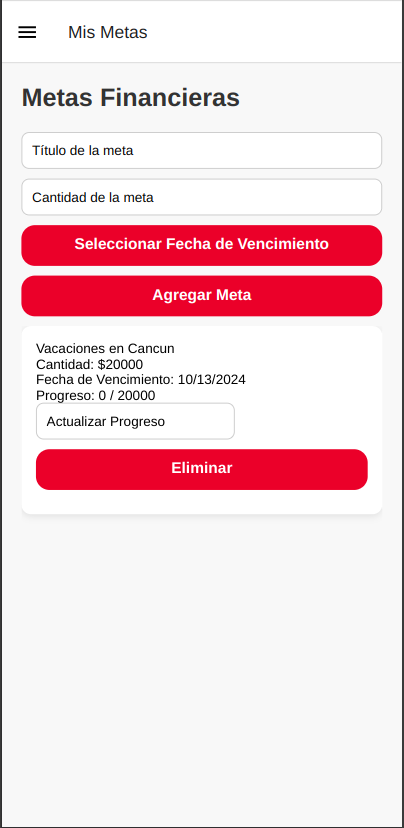 Mis Metas
Metas Financieras
Título de la meta
Cantidad de la meta
Seleccionar Fecha de Vencimiento
Agregar Meta
Vacaciones en Cancun
Cantidad: $20000
Fecha de Vencimiento: 10/13/2024
Progreso: 0 / 20000
Actualizar Progreso
Eliminar